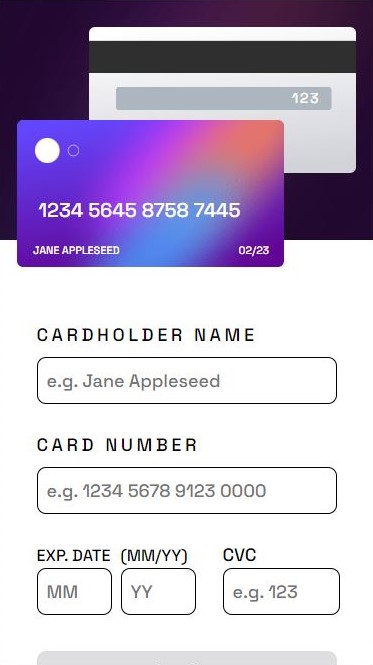 123
1234 5645 8758 7445
JANE APPLESEED 02/23
CARDHOLDER NAME
e.g. Jane Appleseed
CARD NUMBER
e.g. 1234 5678 9123 0000
EXP. DATE (MM/YY) CVC
MM YY e.g. 123